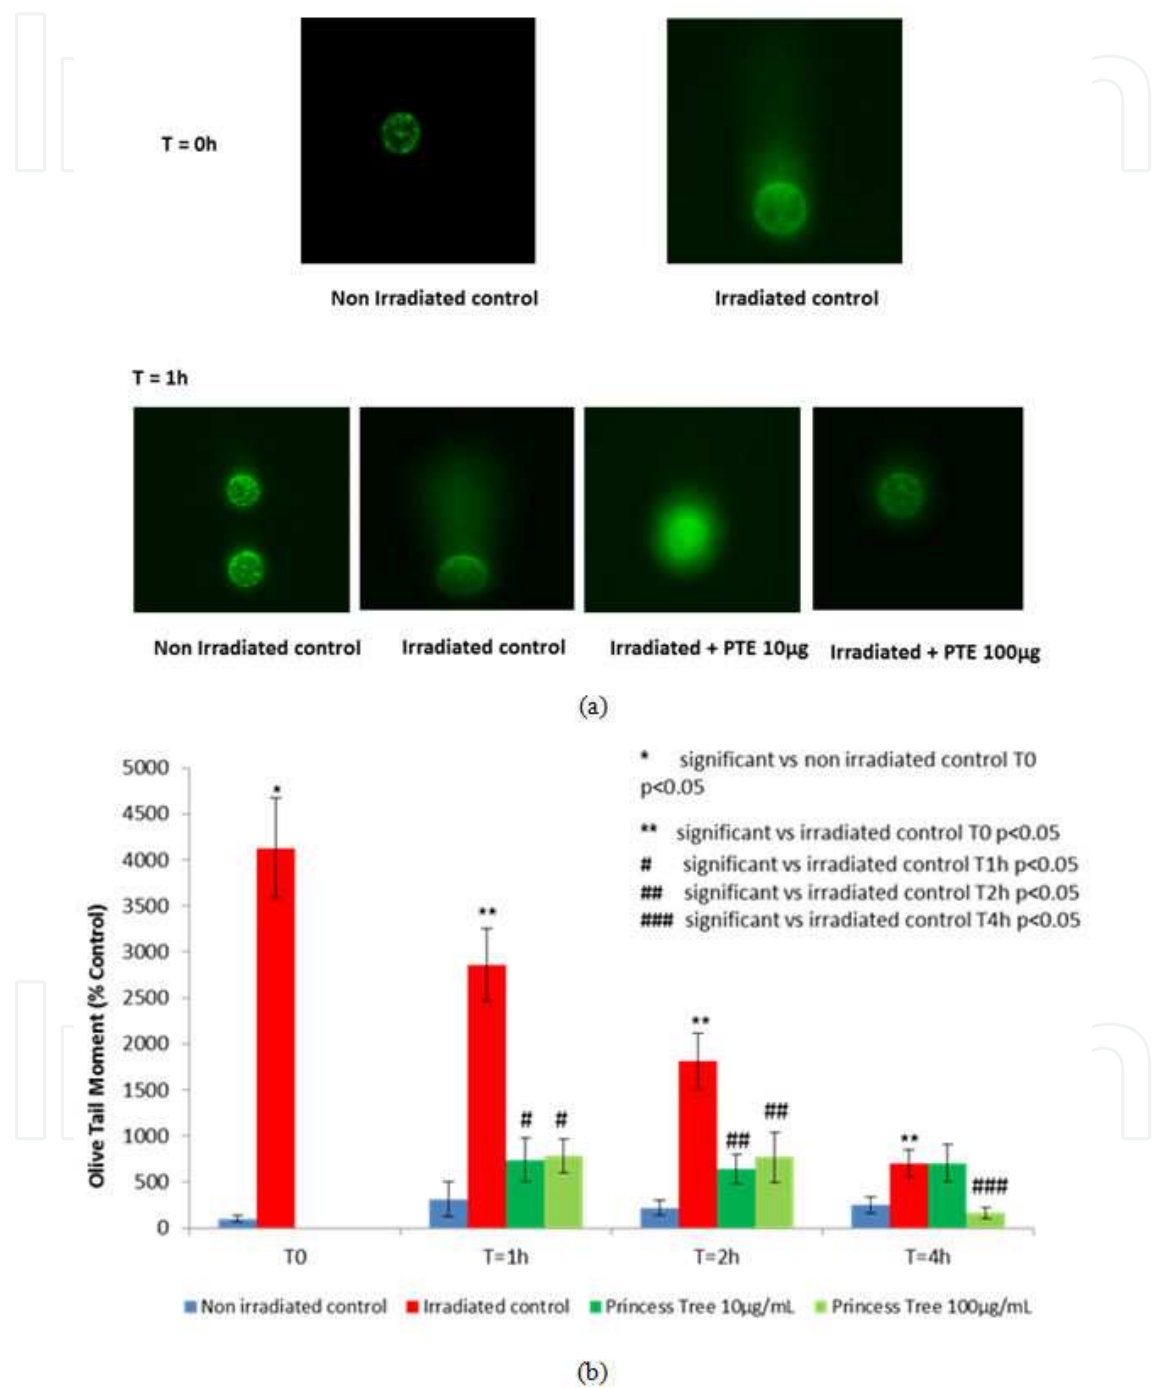 T = 0h
Non Irradiated control
Irradiated control
T = 1h
Non Irradiated control
Irradiated control
Irradiated + PTE 10µg
Irradiated + PTE 100µg
(a)
* significant vs non irradiated control T0
p<0.05
** significant vs irradiated control T0 p<0.05
# significant vs irradiated control T1h p<0.05
## significant vs irradiated control T2h p<0.05
### significant vs irradiated control T4h p<0.05
Olive Tail Moment (% Control)
5000
4500
4000
3500
3000
2500
2000
1500
1000
500
0
*
**
# #
**
## ##
**
###
T0 T=1h T=2h T=4h
Non irradiated control Irradiated control Princess Tree 10µg/mL Princess Tree 100µg/mL
(b)